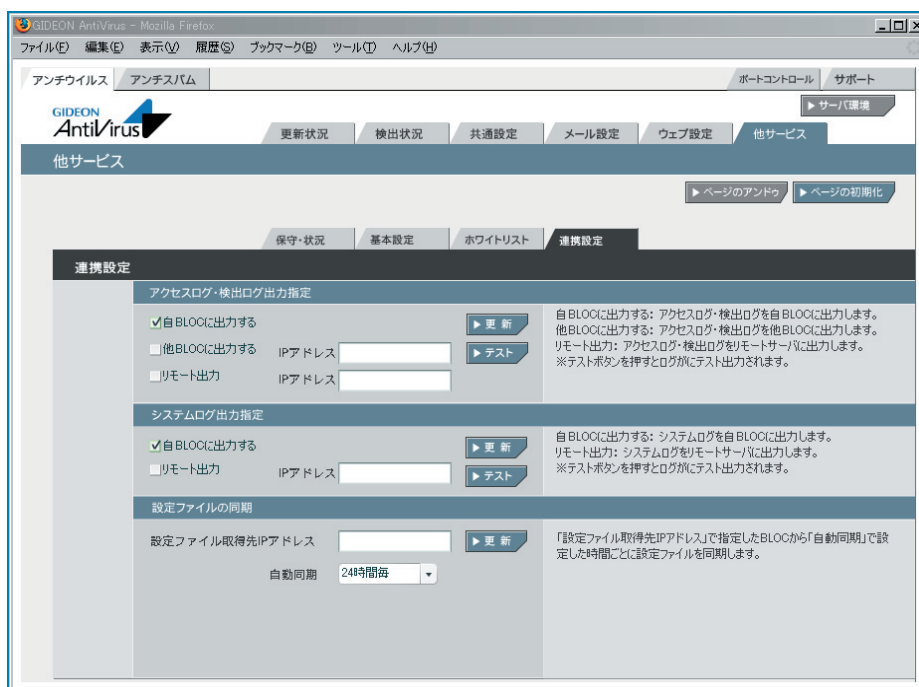 GIDEON AntiVirus - Mozilla Firefox
ファイル(F) 編集(E) 表示(V) 履歴(S) ブックマーク(B) ツール(T) ヘルプ(H)
アンチウイルス アンチスパム ポートコントロール サポート
サーバ環境
GIDEON
AntiVirus
更新状況 検出状況 共通設定 メール設定 ウェブ設定 他サービス
他サービス
ページのアンドゥ ページの初期化
保守・状況 基本設定 ホワイトリスト 連携設定
連携設定
アクセスログ・検出ログ出力指定
自BLOCに出力する 更新
他BLOCに出力する IPアドレス テスト
リモート出力 IPアドレス
自BLOCに出力する: アクセスログ・検出ログを自BLOCに出力します。
他BLOCに出力する: アクセスログ・検出ログを他BLOCに出力します。
リモート出力: アクセスログ・検出ログをリモートサーバに出力します。
※テストボタンを押すとログがにテスト出力されます。
システムログ出力指定
自BLOCに出力する 更新
リモート出力 IPアドレス テスト
自BLOCに出力する: システムログを自BLOCに出力します。
リモート出力: システムログをリモートサーバに出力します。
※テストボタンを押すとログがにテスト出力されます。
設定ファイルの同期
設定ファイル取得先IPアドレス 更新
自動同期 24時間毎
「設定ファイル取得先IPアドレス」で指定したBLOCから「自動同期」で設
定した時間ごとに設定ファイルを同期します。